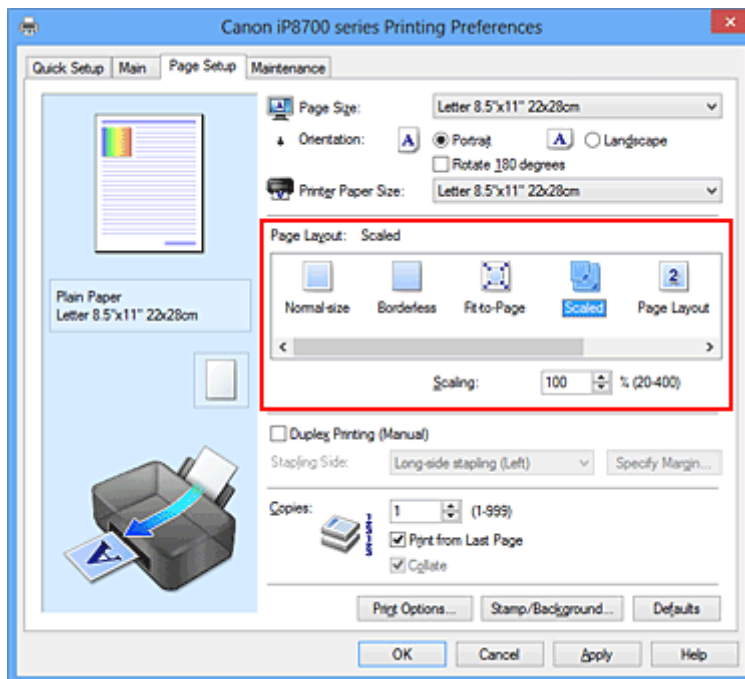 Canon iP8700 series Printing Preferences
Quick Setup Main Page Setup Maintenance
Page Size: Letter 8.5"x11" 22x28cm
Orientation: A Portrait A Landscape
Rotate 180 degrees
Printer Paper Size: Letter 8.5"x11" 22x28cm
Page Layout: Scaled
Normal-size Borderless Fit-to-Page Scaled Page Layout
Scaling: 100 % (20-400)
Plain Paper
Letter 8.5"x11" 22x28cm
Duplex Printing (Manual)
Stapling Side: Long-side stapling (Left) Specify Margin...
Copies: 1 (1-999)
Print from Last Page
Collate
Print Options... Stamp/Background... Defaults
OK Cancel Apply Help